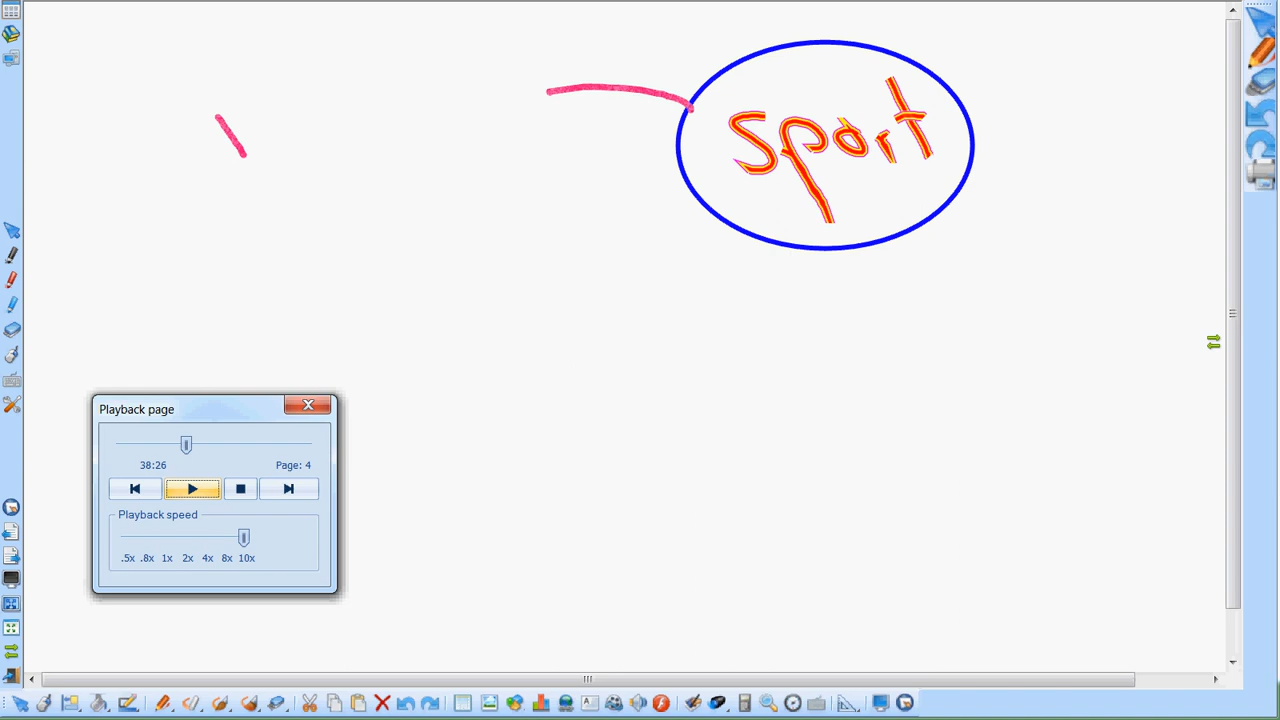 sport
Playback page
38:26 Page: 4
Playback speed
.5x .8x 1x 2x 4x 8x 10x